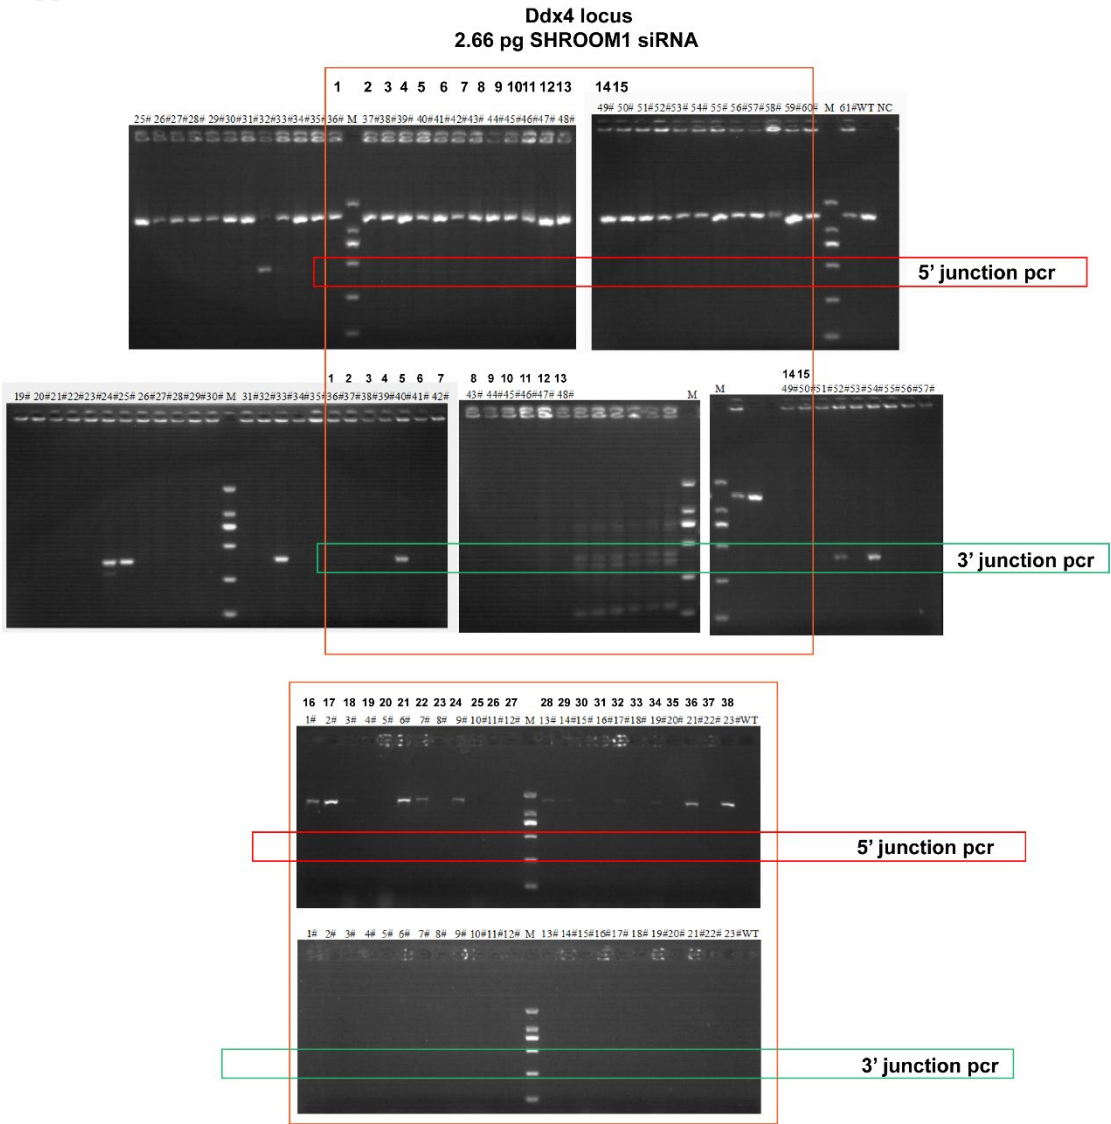 Ddx4 locus
2.66 pg SHROOM1 siRNA
1 2 3 4 5 6 7 8 9 10 11 12 13 14 15
25# 26# 27# 28# 29# 30# 31# 32# 33# 34# 35# 36# M 37# 38# 39# 40# 41# 42# 43# 44# 45# 46# 47# 48#
49# 50# 51# 52# 53# 54# 55# 56# 57# 58# 59# 60# M 61# WT NC
5' junction pcr
1 2 3 4 5 6 7 8 9 10 11 12 13 14 15
19# 20# 21# 22# 23# 24# 25# 26# 27# 28# 29# 30# M 31# 32# 33# 34# 35# 36# 37# 38# 39# 40# 41# 42#
43# 44# 45# 46# 47# 48# M
M 49# 50# 51# 52# 53# 54# 55# 56# 57#
3' junction pcr
16 17 18 19 20 21 22 23 24 25 26 27 28 29 30 31 32 33 34 35 36 37 38
1# 2# 3# 4# 5# 6# 7# 8# 9# 10# 11# 12# M 13# 14# 15# 16# 17# 18# 19# 20# 21# 22# 23# WT
5' junction pcr
1# 2# 3# 4# 5# 6# 7# 8# 9# 10# 11# 12# M 13# 14# 15# 16# 17# 18# 19# 20# 21# 22# 23# WT
3' junction pcr